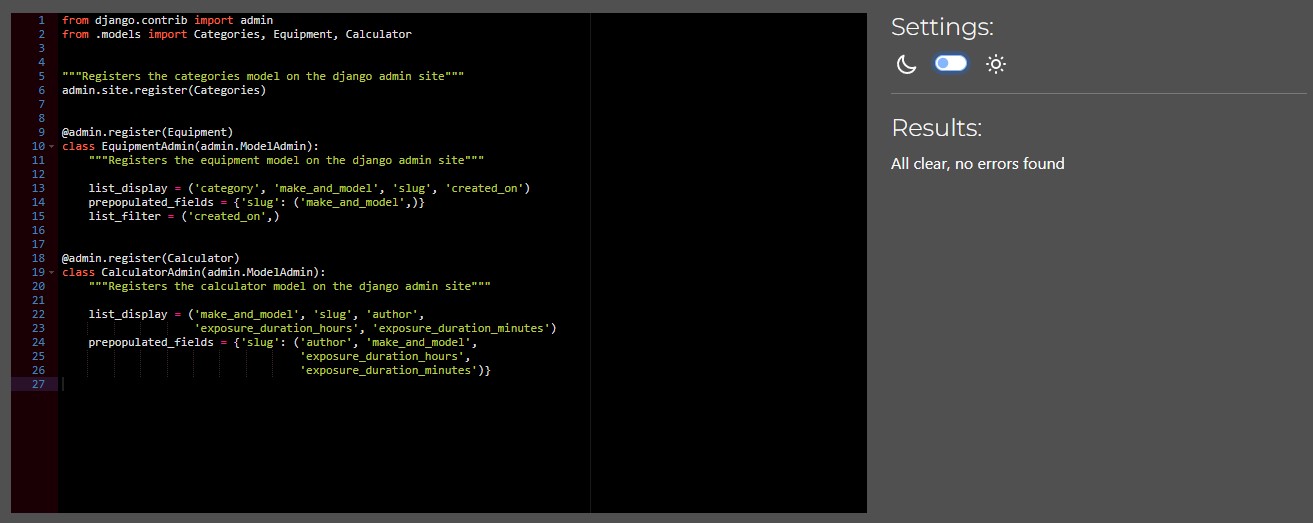 1 from django.contrib import admin
2 from .models import Categories, Equipment, Calculator
3
4
5 """Registers the categories model on the django admin site"""
6 admin.site.register(Categories)
7
8
9 @admin.register(Equipment)
10 class EquipmentAdmin(admin.ModelAdmin):
11     """Registers the equipment model on the django admin site"""
12
13     list_display = ('category', 'make_and_model', 'slug', 'created_on')
14     prepopulated_fields = {'slug': ('make_and_model',)}
15     list_filter = ('created_on',)
16
17
18 @admin.register(Calculator)
19 class CalculatorAdmin(admin.ModelAdmin):
20     """Registers the calculator model on the django admin site"""
21
22     list_display = ('make_and_model', 'slug', 'author',
23                     'exposure_duration_hours', 'exposure_duration_minutes')
24     prepopulated_fields = {'slug': ('author', 'make_and_model',
25                                     'exposure_duration_hours',
26                                     'exposure_duration_minutes')}
27
Settings:
Results:
All clear, no errors found